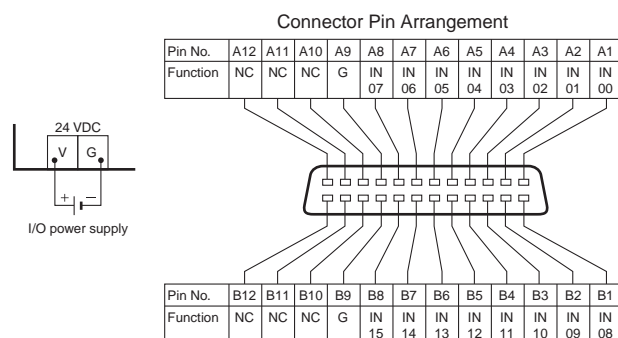 Connector Pin Arrangement
Pin No. A12 A11 A10 A9 A8 A7 A6 A5 A4 A3 A2 A1
Function NC NC NC G IN 07 IN 06 IN 05 IN 04 IN 03 IN 02 IN 01 IN 00
24 VDC
V G
+ −
I/O power supply
Pin No. B12 B11 B10 B9 B8 B7 B6 B5 B4 B3 B2 B1
Function NC NC NC G IN 15 IN 14 IN 13 IN 12 IN 11 IN 10 IN 09 IN 08